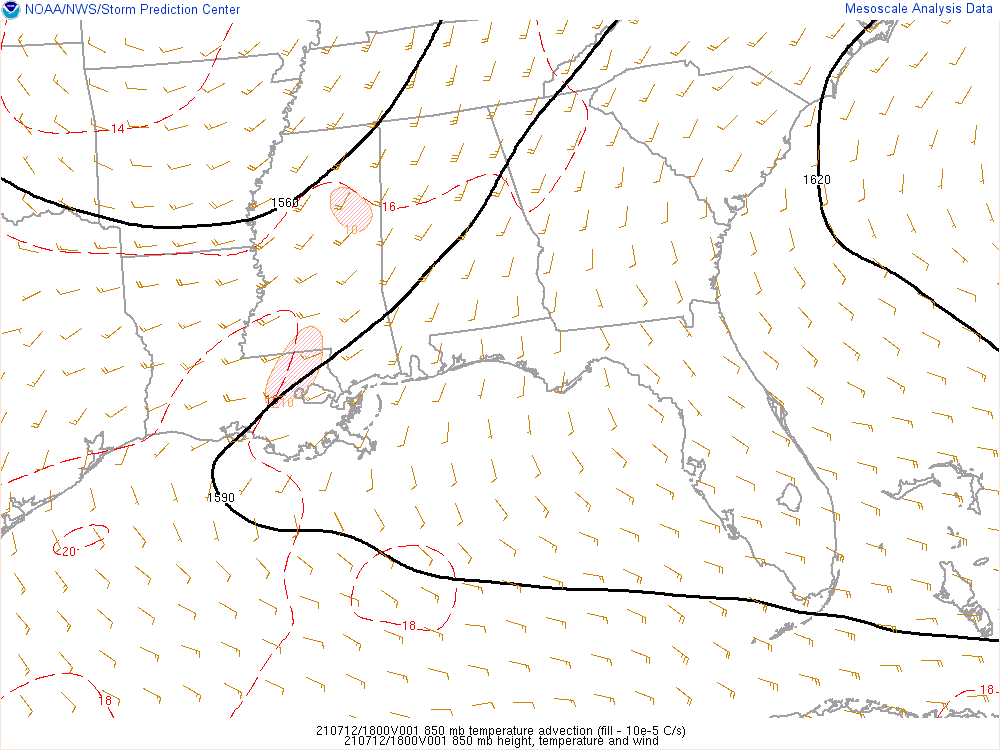 NOAA/NWS/Storm Prediction Center
Mesoscale Analysis Data
14
1620
1560
16
10
10
1590
20
18
18
18
210712/1800V001 850 mb temperature advection (fill - 10e-5 C/s)
210712/1800V001 850 mb height, temperature and wind